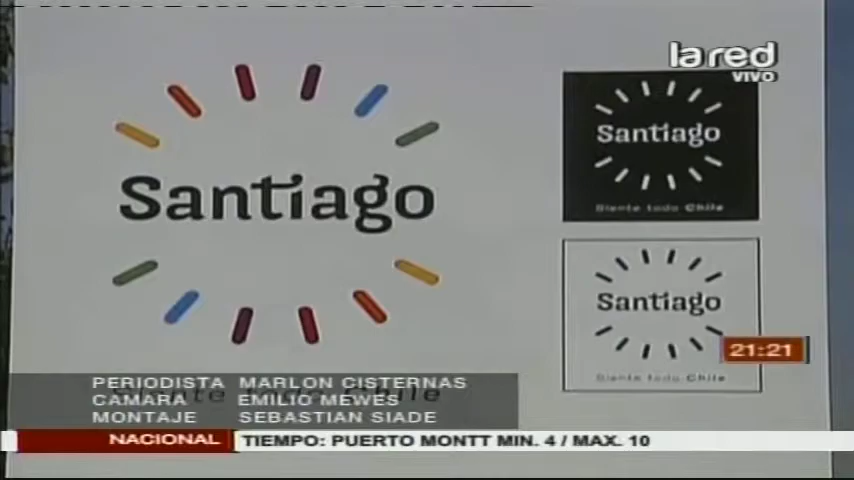 la red
VIVO
Santiago
Santiago
Siente todo Chile
Santiago
Siente todo Chile
21:21
PERIODISTA MARLON CISTERNAS
CAMARA EMILIO MEWES
MONTAJE SEBASTIAN SIADE
NACIONAL TIEMPO: PUERTO MONTT MIN. 4 / MAX. 10